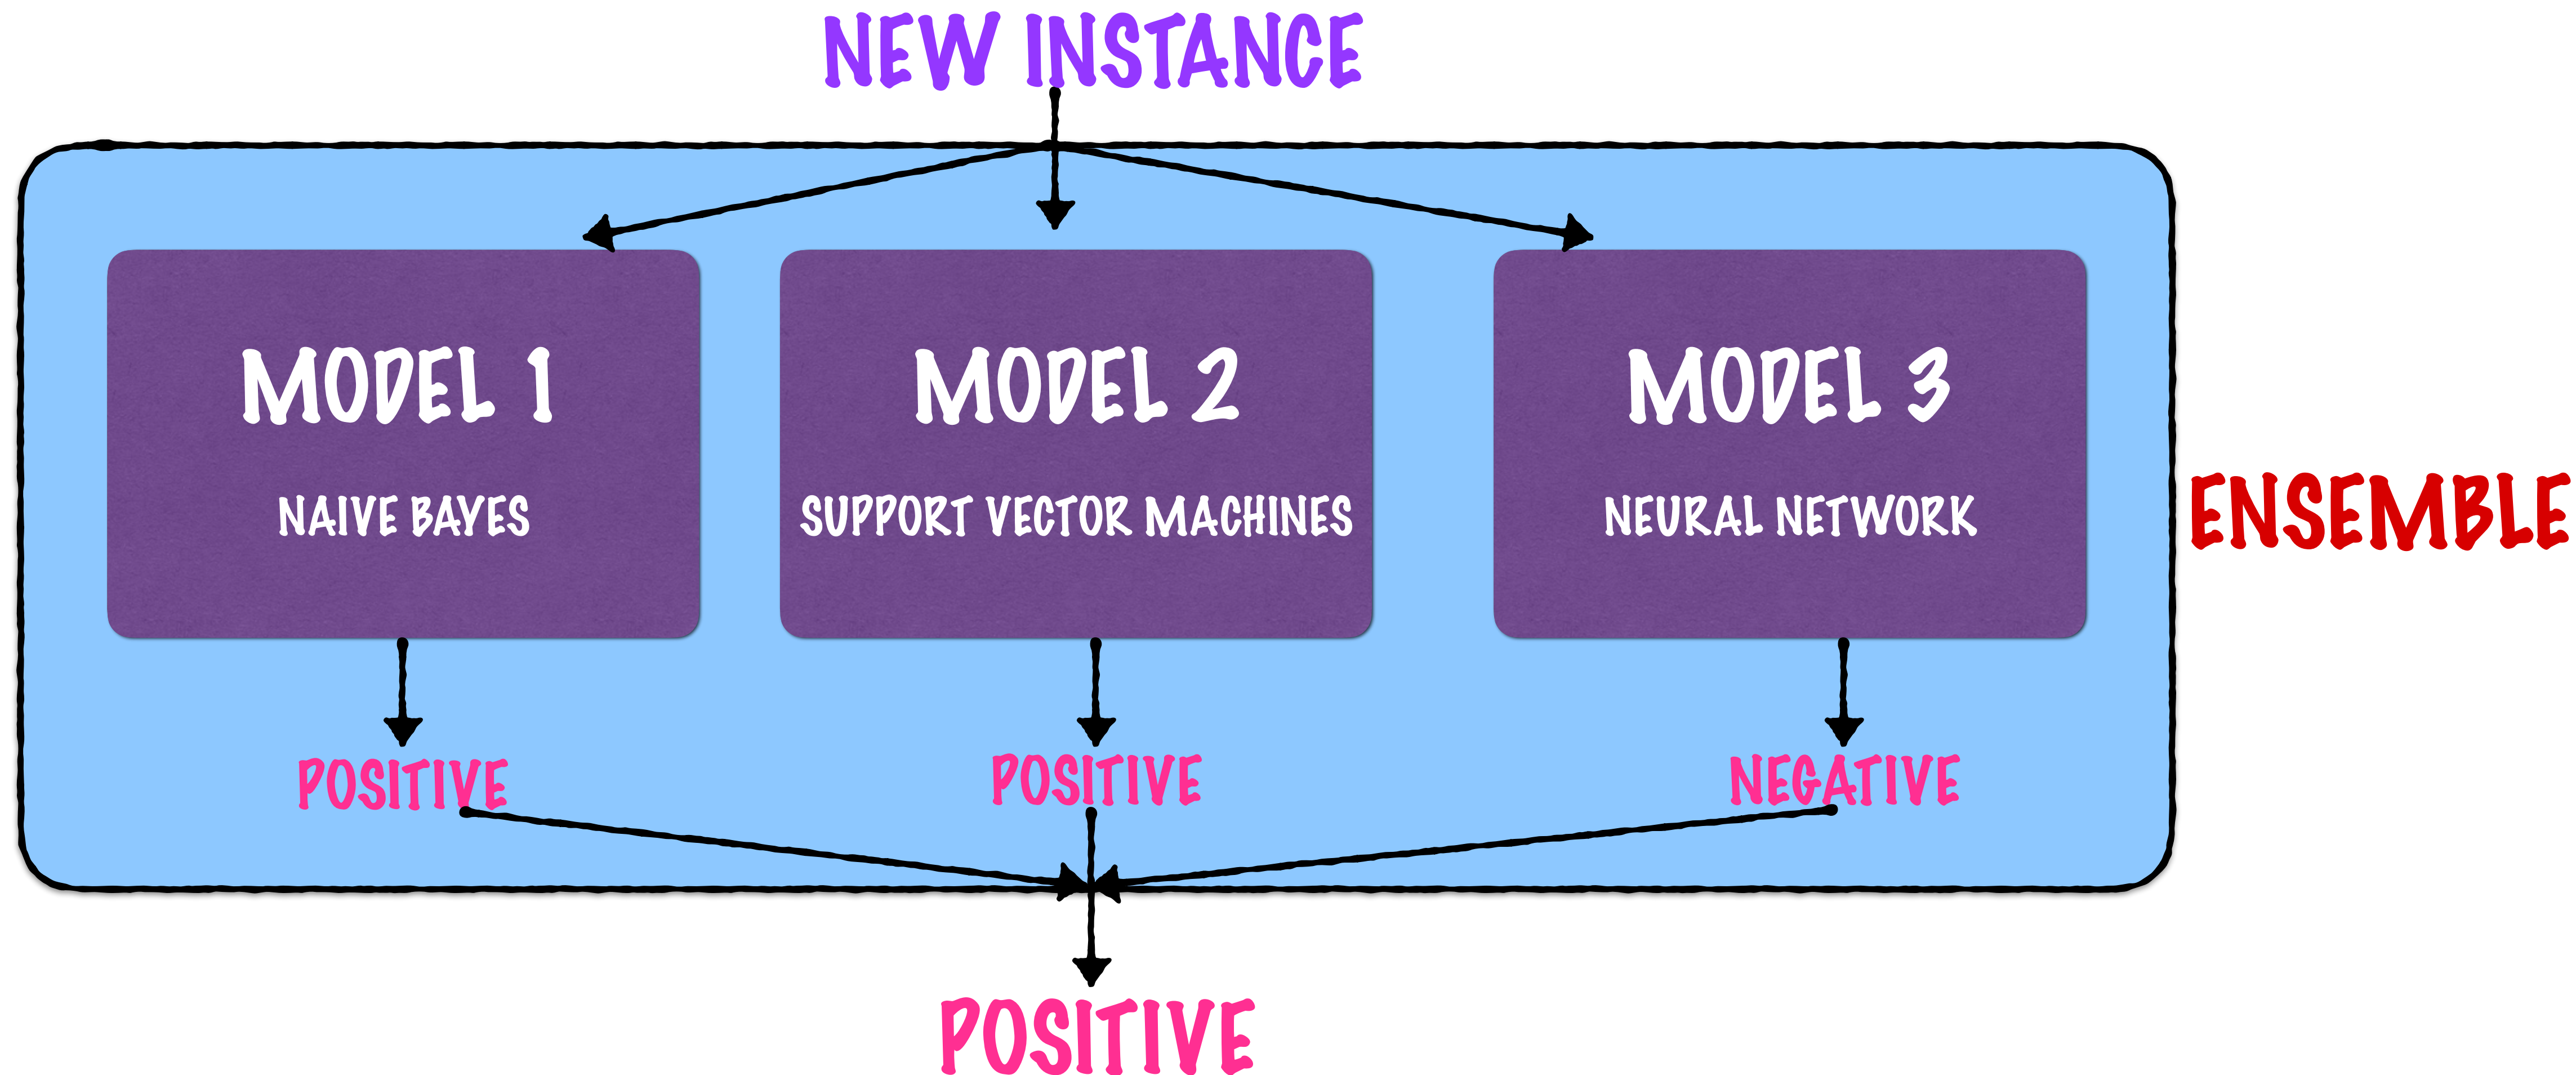 NEW INSTANCE
MODEL 1
NAIVE BAYES
MODEL 2
SUPPORT VECTOR MACHINES
MODEL 3
NEURAL NETWORK
ENSEMBLE
POSITIVE
POSITIVE
NEGATIVE
POSITIVE